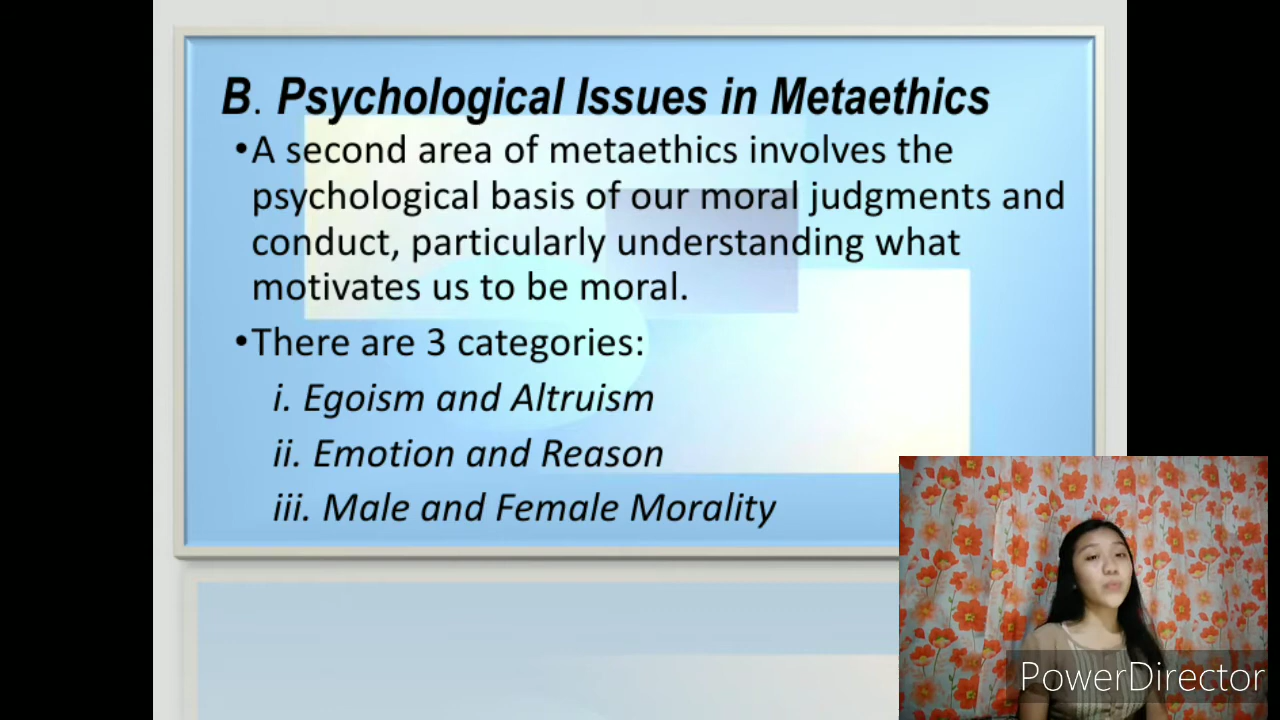 B. Psychological Issues in Metaethics
•A second area of metaethics involves the
psychological basis of our moral judgments and
conduct, particularly understanding what
motivates us to be moral.
•There are 3 categories:
i. Egoism and Altruism
ii. Emotion and Reason
iii. Male and Female Morality
PowerDirector